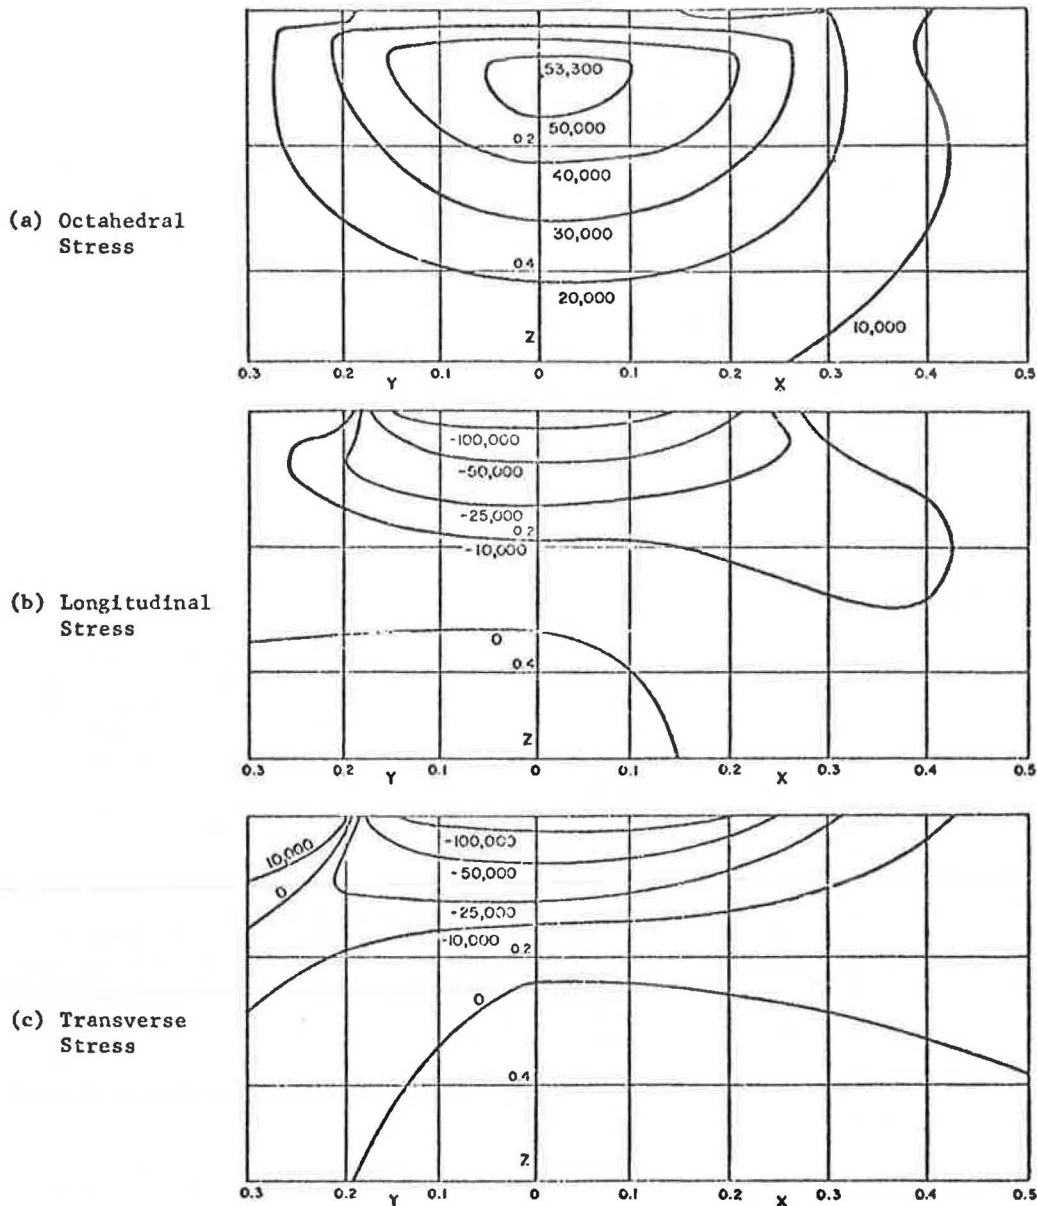 (a) Octahedral
Stress
53,300
50,000
0.2
40,000
30,000
0.4
20,000
10,000
Z
0.3 0.2 0.1 0 0.1 0.2 0.3 0.4 0.5
Y X
(b) Longitudinal
Stress
-100,000
-50,000
-25,000
0.2
-10,000
0
0.4
Z
0.3 0.2 0.1 0 0.1 0.2 0.3 0.4 0.5
Y X
(c) Transverse
Stress
10,000
-100,000
0
-50,000
-25,000
-10,000
0.2
0
0.4
Z
0.3 0.2 0.1 0 0.1 0.2 0.3 0.4 0.5
Y X